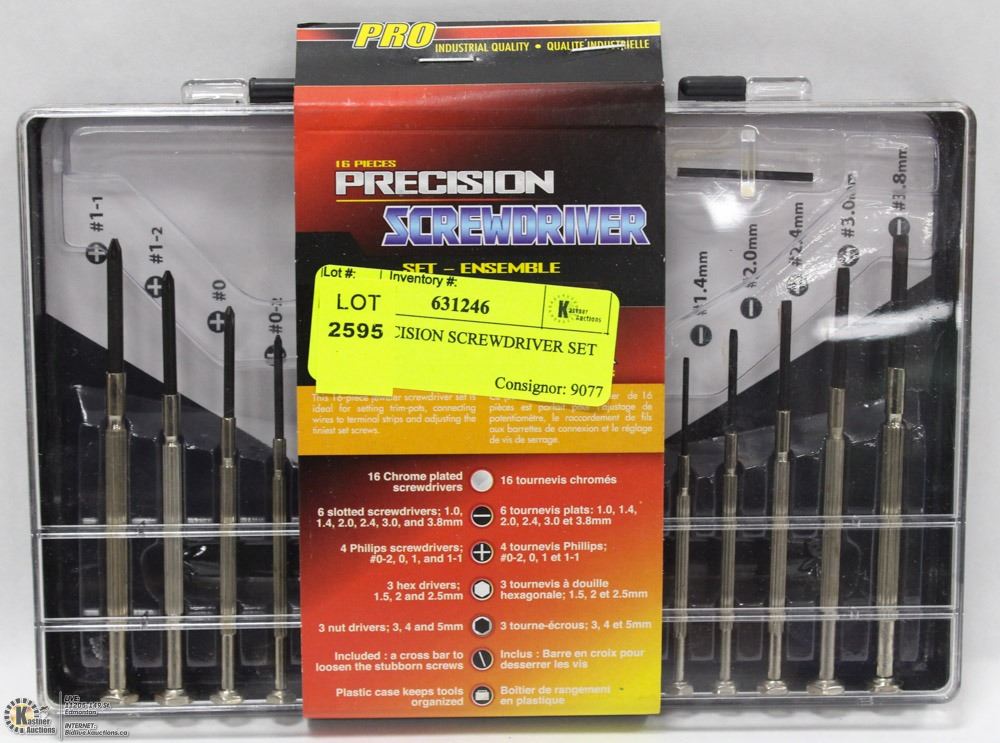 PRO INDUSTRIAL QUALITY • QUALITÉ INDUSTRIELLE
16 PIECES
PRECISION
SCREWDRIVER
SET - ENSEMBLE
Lot #:
Inventory #:
LOT
2595
631246
Kastner
Auctions
CISION SCREWDRIVER SET
Consignor: 9077
This 16-piece jeweler screwdriver set is
ideal for setting trim-pots, connecting
wires to terminal strips and adjusting the
tiniest set screws.
de 16
pièces est parfait pour l'ajustage de
potentiomètre, le raccordement de fils
aux barrettes de connexion et le réglage
de vis de serrage.
16 Chrome plated
screwdrivers
16 tournevis chromés
6 slotted screwdrivers; 1.0,
1.4, 2.0, 2.4, 3.0, and 3.8mm
6 tournevis plats: 1.0, 1.4,
2.0, 2.4, 3.0 et 3.8mm
4 Philips screwdrivers;
#0-2, 0, 1, and 1-1
4 tournevis Phillips;
#0-2, 0, 1 et 1-1
3 hex drivers;
1.5, 2 and 2.5mm
3 tournevis à douille
hexagonale; 1.5, 2 et 2.5mm
3 nut drivers; 3, 4 and 5mm
3 tourne-écrous; 3, 4 et 5mm
Included : a cross bar to
loosen the stubborn screws
Inclus : Barre en croix pour
desserrer les vis
Plastic case keeps tools
organized
Boîtier de rangement
en plastique
#1-1
#1-2
#0
#0-2
#1.4mm
#2.0mm
#2.4mm
#3.0mm
#3.8mm
Kastner
Auctions
LIVE:
Edmonton
INTERNET:
Bidlive.kauctions.ca